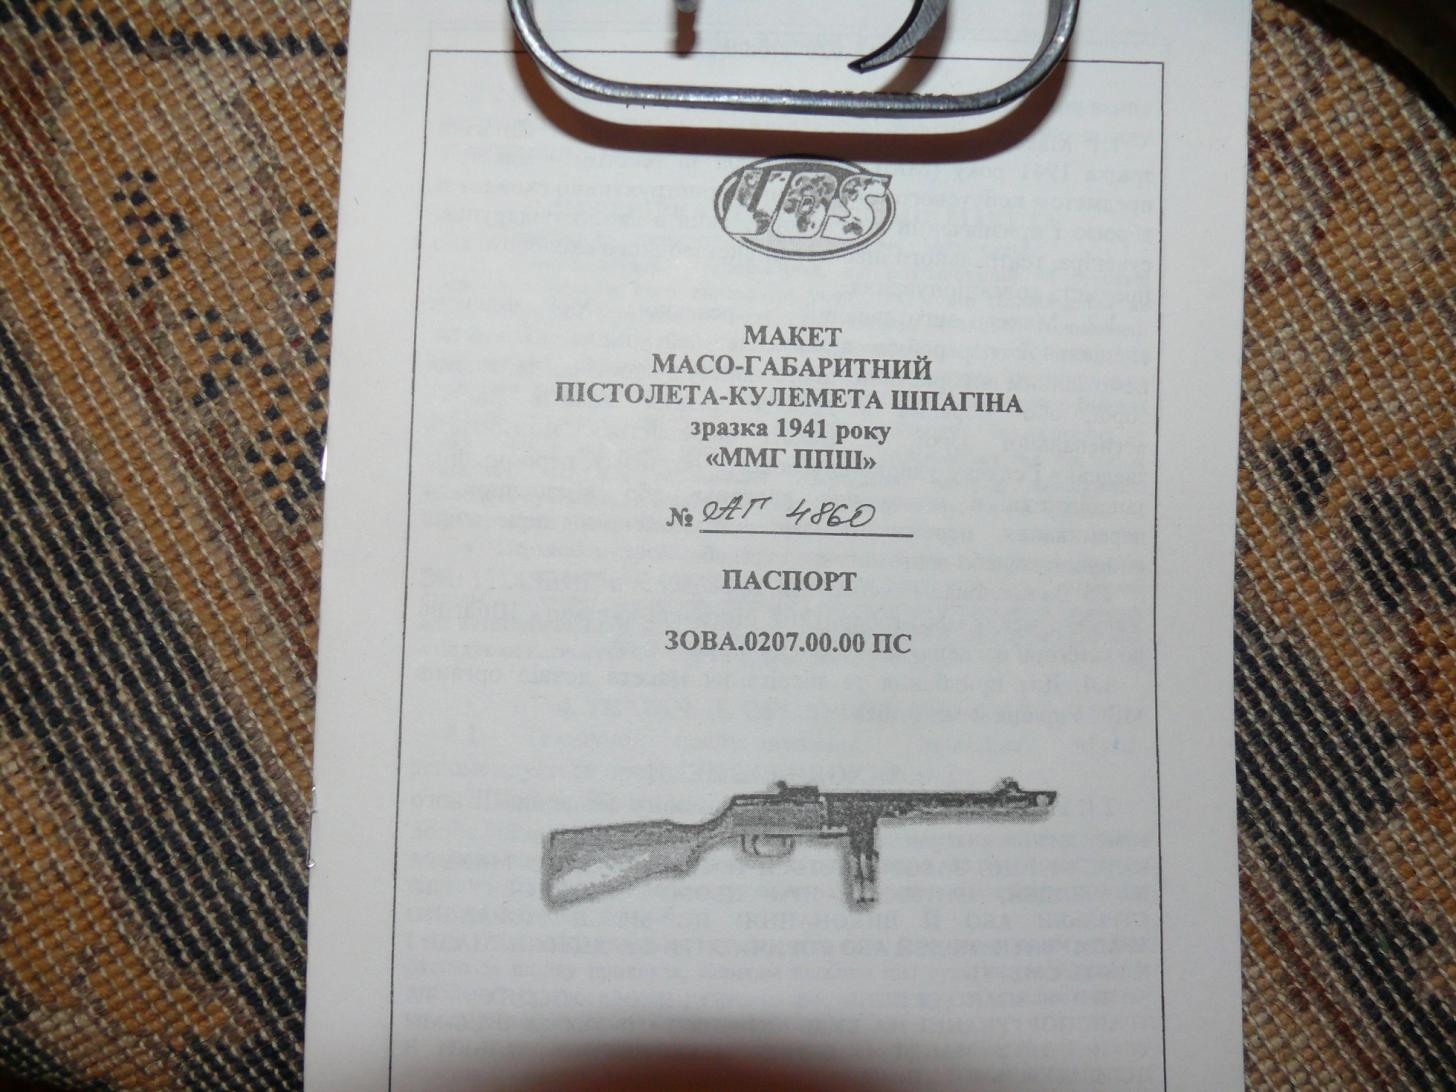 МАКЕТ
МАСО-ГАБАРИТНИЙ
ПІСТОЛЕТА-КУЛЕМЕТА ШПАГІНА
зразка 1941 року
«ММГ ППШ»
№ АГ 4860
ПАСПОРТ
ЗОВА.0207.00.00 ПС